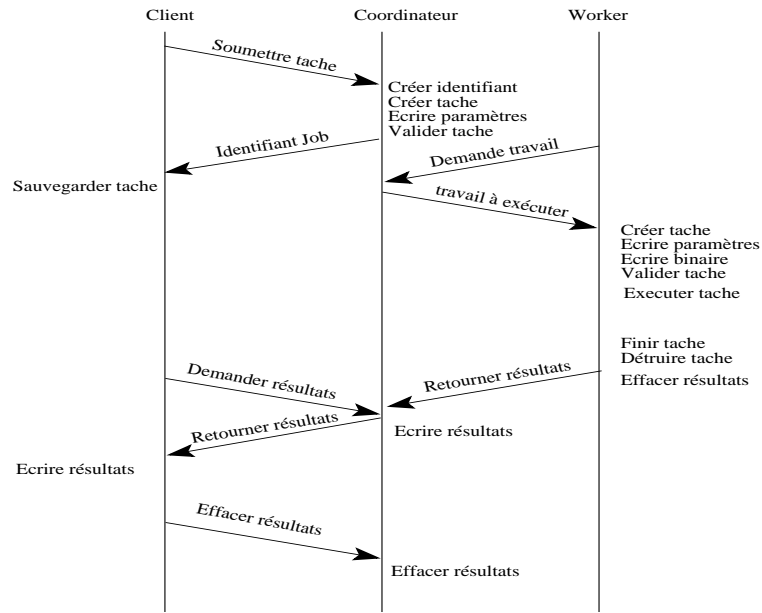 Client
Coordinateur
Worker
Soumettre tache
Créer identifiant
Créer tache
Ecrire paramètres
Valider tache
Identifiant Job
Demande travail
Sauvegarder tache
travail à exécuter
Créer tache
Ecrire paramètres
Ecrire binaire
Valider tache
Executer tache
Finir tache
Détruire tache
Effacer résultats
Demander résultats
Retourner résultats
Retourner résultats
Ecrire résultats
Ecrire résultats
Effacer résultats
Effacer résultats